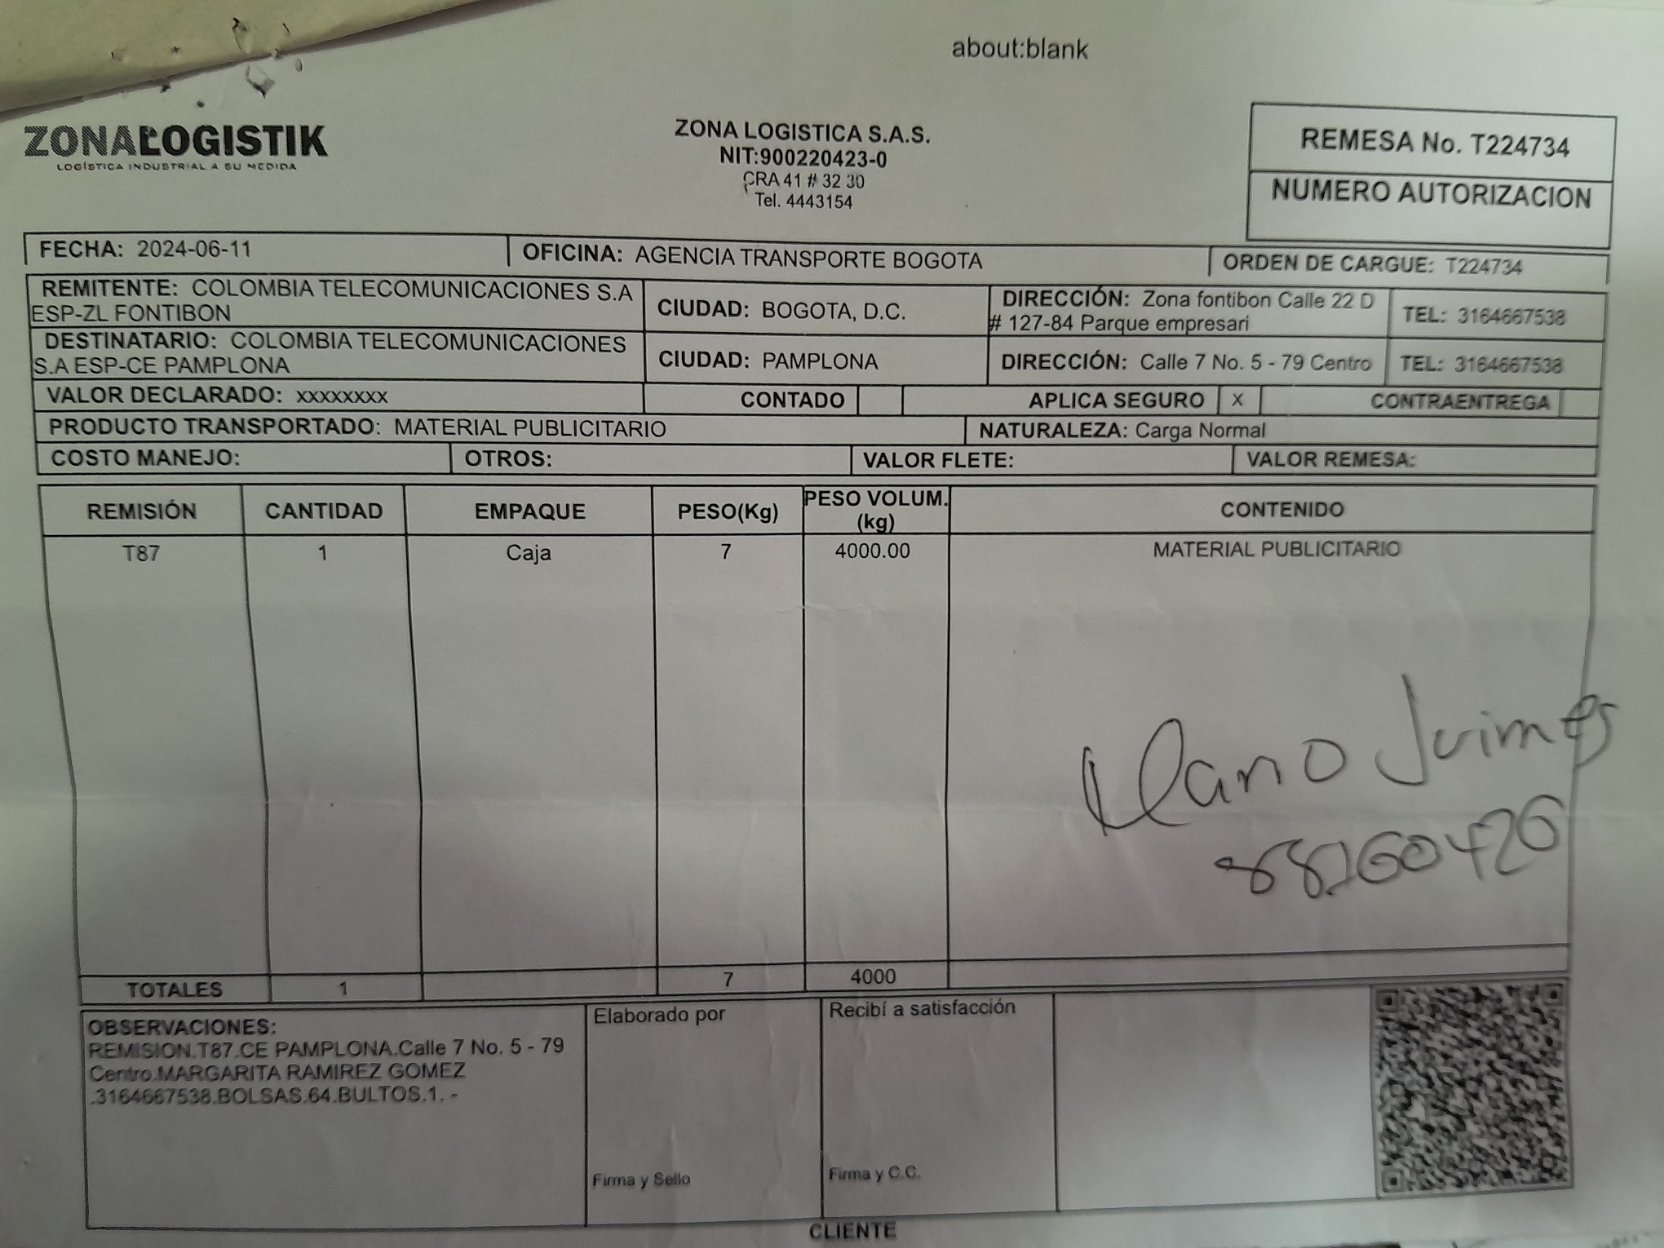 about:blank
ZONALOGISTIK
LOGÍSTICA INDUSTRIAL A SU MEDIDA
ZONA LOGISTICA S.A.S.
NIT:900220423-0
CRA 41 # 32 30
Tel. 4443154
REMESA No. T224734
NUMERO AUTORIZACION
FECHA: 2024-06-11 OFICINA: AGENCIA TRANSPORTE BOGOTA ORDEN DE CARGUE: T224734
REMITENTE: COLOMBIA TELECOMUNICACIONES S.A
ESP-ZL FONTIBON
CIUDAD: BOGOTA, D.C.
DIRECCIÓN: Zona fontibon Calle 22 D
# 127-84 Parque empresari
TEL: 3164667538
DESTINATARIO: COLOMBIA TELECOMUNICACIONES
S.A ESP-CE PAMPLONA
CIUDAD: PAMPLONA
DIRECCIÓN: Calle 7 No. 5 - 79 Centro
TEL: 3164667538
VALOR DECLARADO: xxxxxxxx CONTADO APLICA SEGURO X CONTRAENTREGA
PRODUCTO TRANSPORTADO: MATERIAL PUBLICITARIO NATURALEZA: Carga Normal
COSTO MANEJO: OTROS: VALOR FLETE: VALOR REMESA:
REMISIÓN CANTIDAD EMPAQUE PESO(Kg) PESO VOLUM. (kg) CONTENIDO
T87 1 Caja 7 4000.00 MATERIAL PUBLICITARIO
88160426
TOTALES 1 7 4000
OBSERVACIONES:
REMISION.T87.CE PAMPLONA.Calle 7 No. 5 - 79
Centro.MARGARITA RAMIREZ GOMEZ
.3164667538.BOLSAS.64.BULTOS.1. -
Elaborado por
Firma y Sello
Recibí a satisfacción
Firma y C.C.
CLIENTE